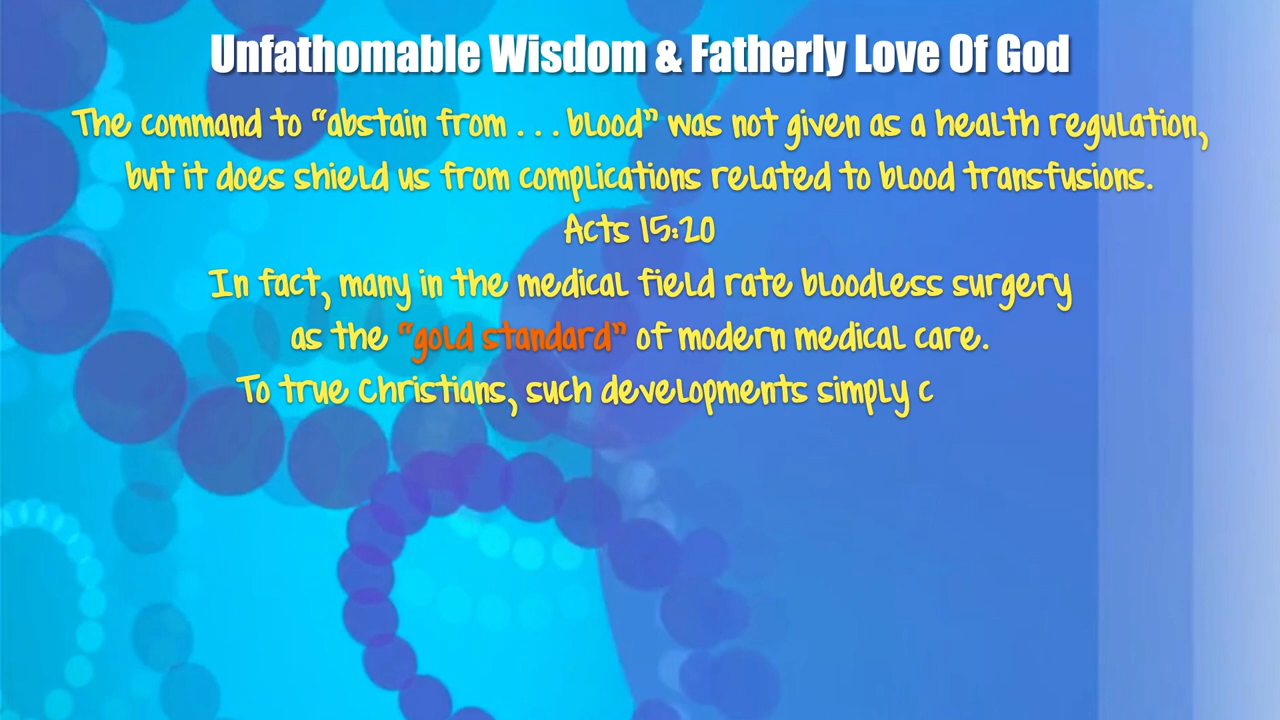 Unfathomable Wisdom & Fatherly Love Of God
The command to “abstain from . . . blood” was not given as a health regulation,
but it does shield us from complications related to blood transfusions.
Acts 15:20
In fact, many in the medical field rate bloodless surgery
as the “gold standard” of modern medical care.
To true Christians, such developments simply c